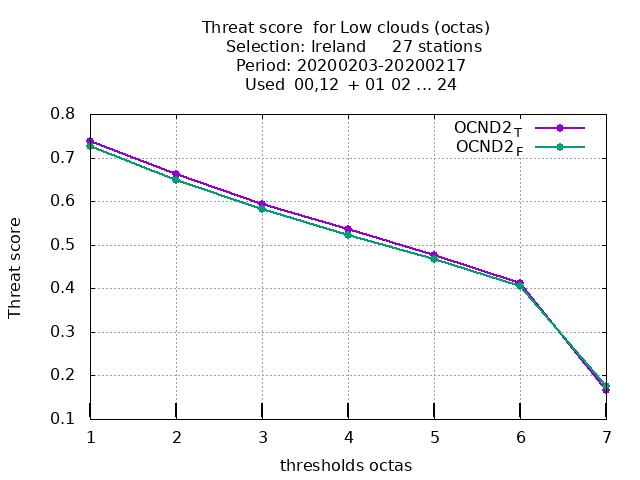 Threat score  for Low clouds (octas)
Selection: Ireland     27 stations
Period: 20200203-20200217
Used  00,12  + 01 02 ... 24
OCND2T
OCND2F
0.8
0.7
0.6
0.5
0.4
0.3
0.2
0.1
Threat score
1 2 3 4 5 6 7
thresholds octas